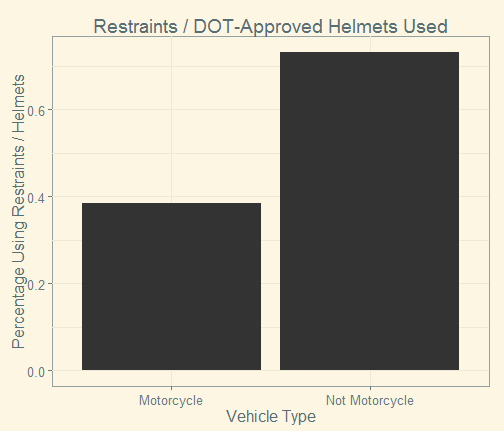 Restraints / DOT-Approved Helmets Used
Percentage Using Restraints / Helmets
0.6
0.4
0.2
0.0
Motorcycle
Not Motorcycle
Vehicle Type